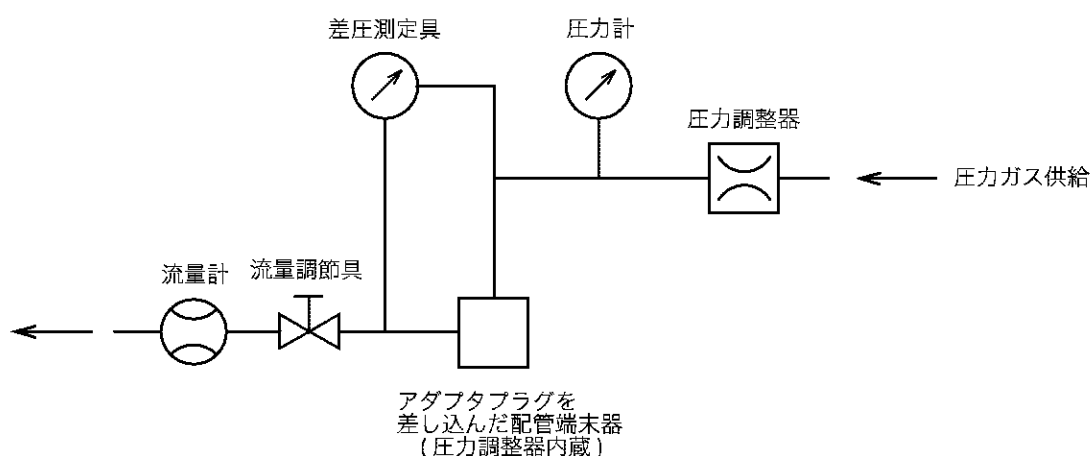 差圧測定具
圧力計
圧力調整器
圧力ガス供給
流量計
流量調節具
アダプタプラグを
差し込んだ配管端末器
(圧力調整器内蔵)